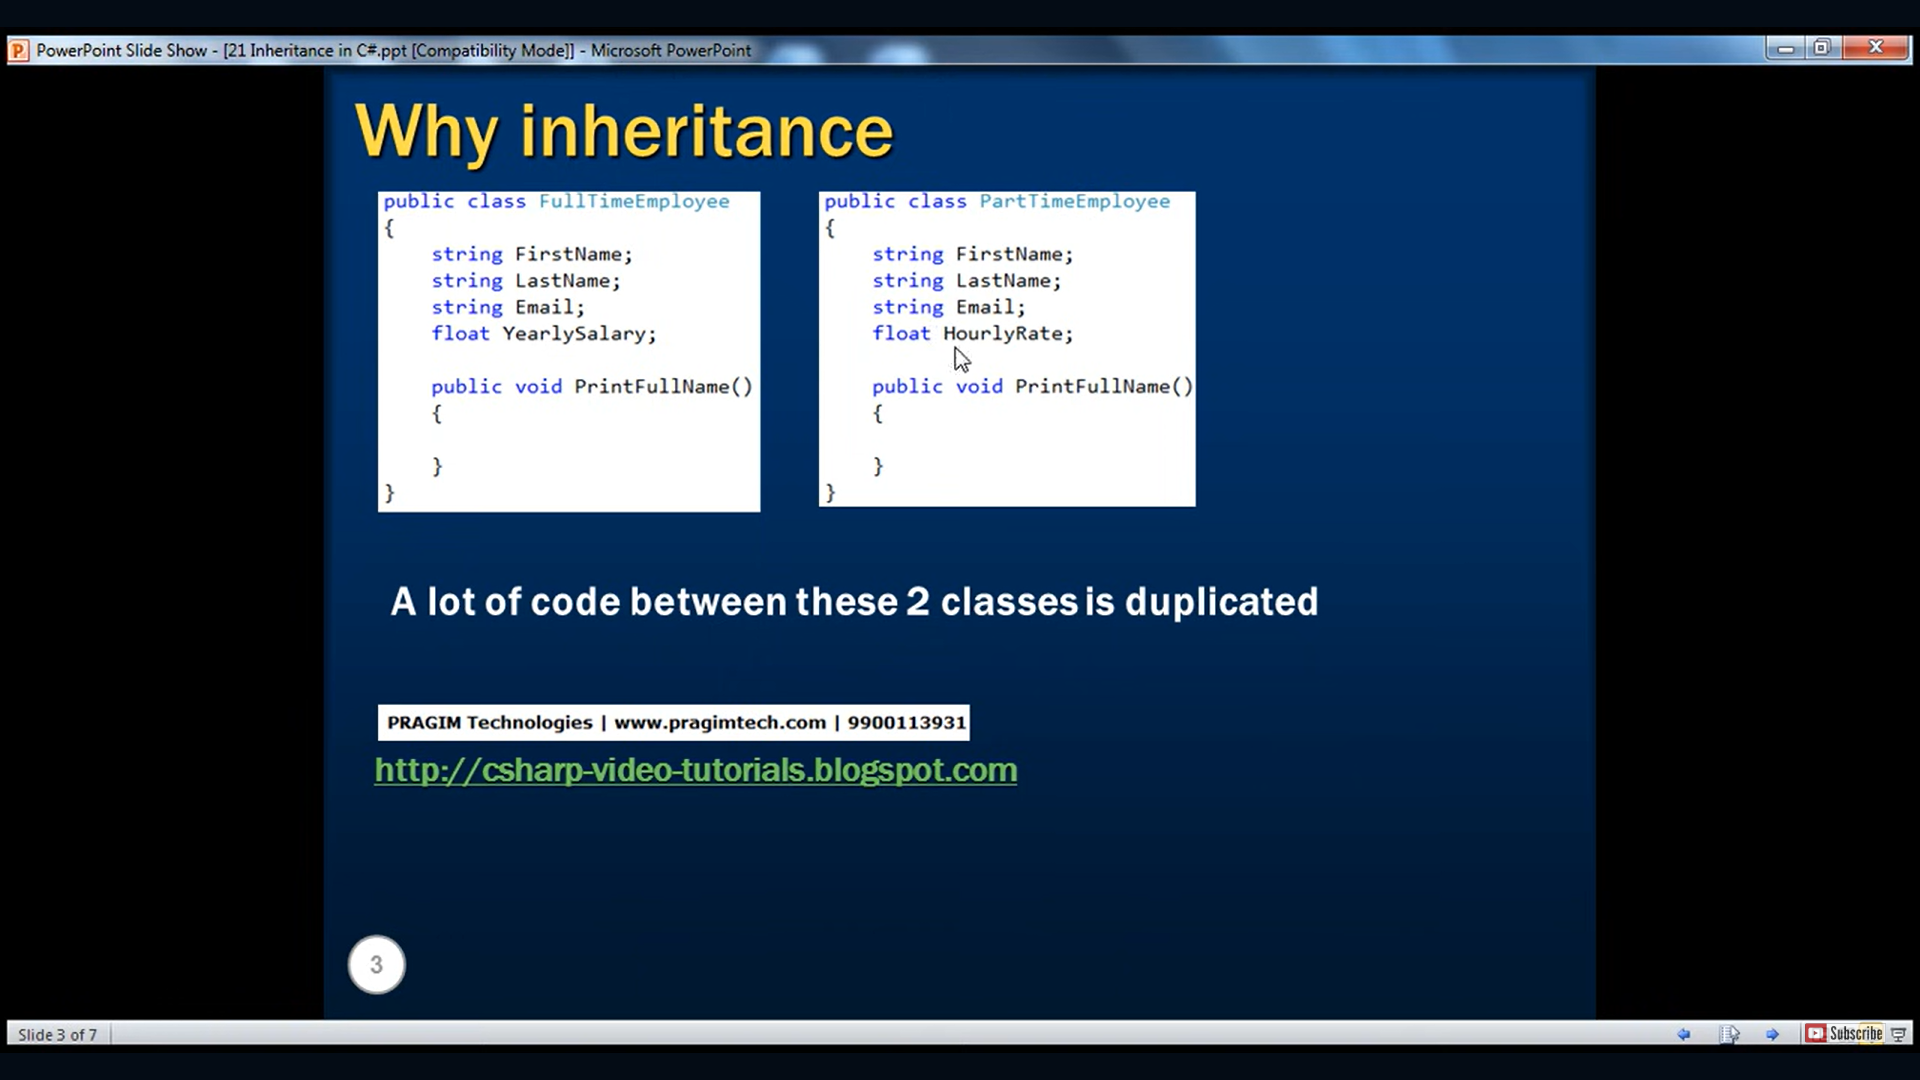 PowerPoint Slide Show - [21 Inheritance in C#.ppt [Compatibility Mode]] - Microsoft PowerPoint
Why inheritance
public class FullTimeEmployee
{
string FirstName;
string LastName;
string Email;
float YearlySalary;
public void PrintFullName()
{
}
}
public class PartTimeEmployee
{
string FirstName;
string LastName;
string Email;
float HourlyRate;
public void PrintFullName()
{
}
}
A lot of code between these 2 classes is duplicated
PRAGIM Technologies | www.pragimtech.com | 9900113931
http://csharp-video-tutorials.blogspot.com
3
Slide 3 of 7
Subscribe